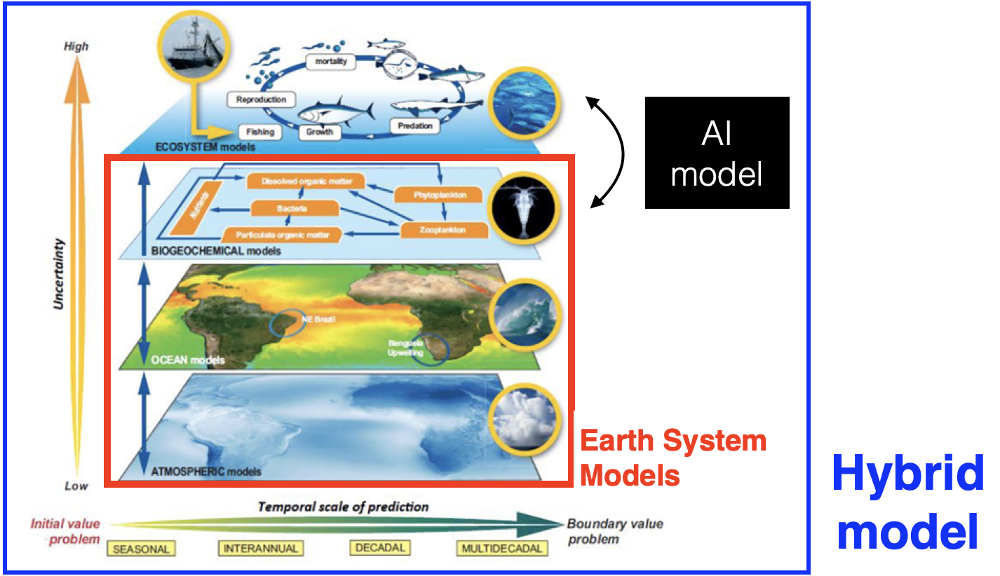 High
mortality
Reproduction
Fishing
Growth
Predation
ECOSYSTEM models
AI
model
Dissolved organic matter
Phytoplankton
Nutrients
Bacteria
Zooplankton
Particulate organic matter
BIOGEOCHEMICAL models
Uncertainty
NE Brazil
Benguela
Upwelling
OCEAN models
Earth System
Models
ATMOSPHERIC models
Low
Hybrid
model
Temporal scale of prediction
Initial value
problem
Boundary value
problem
SEASONAL
INTERANNUAL
DECADAL
MULTIDECADAL